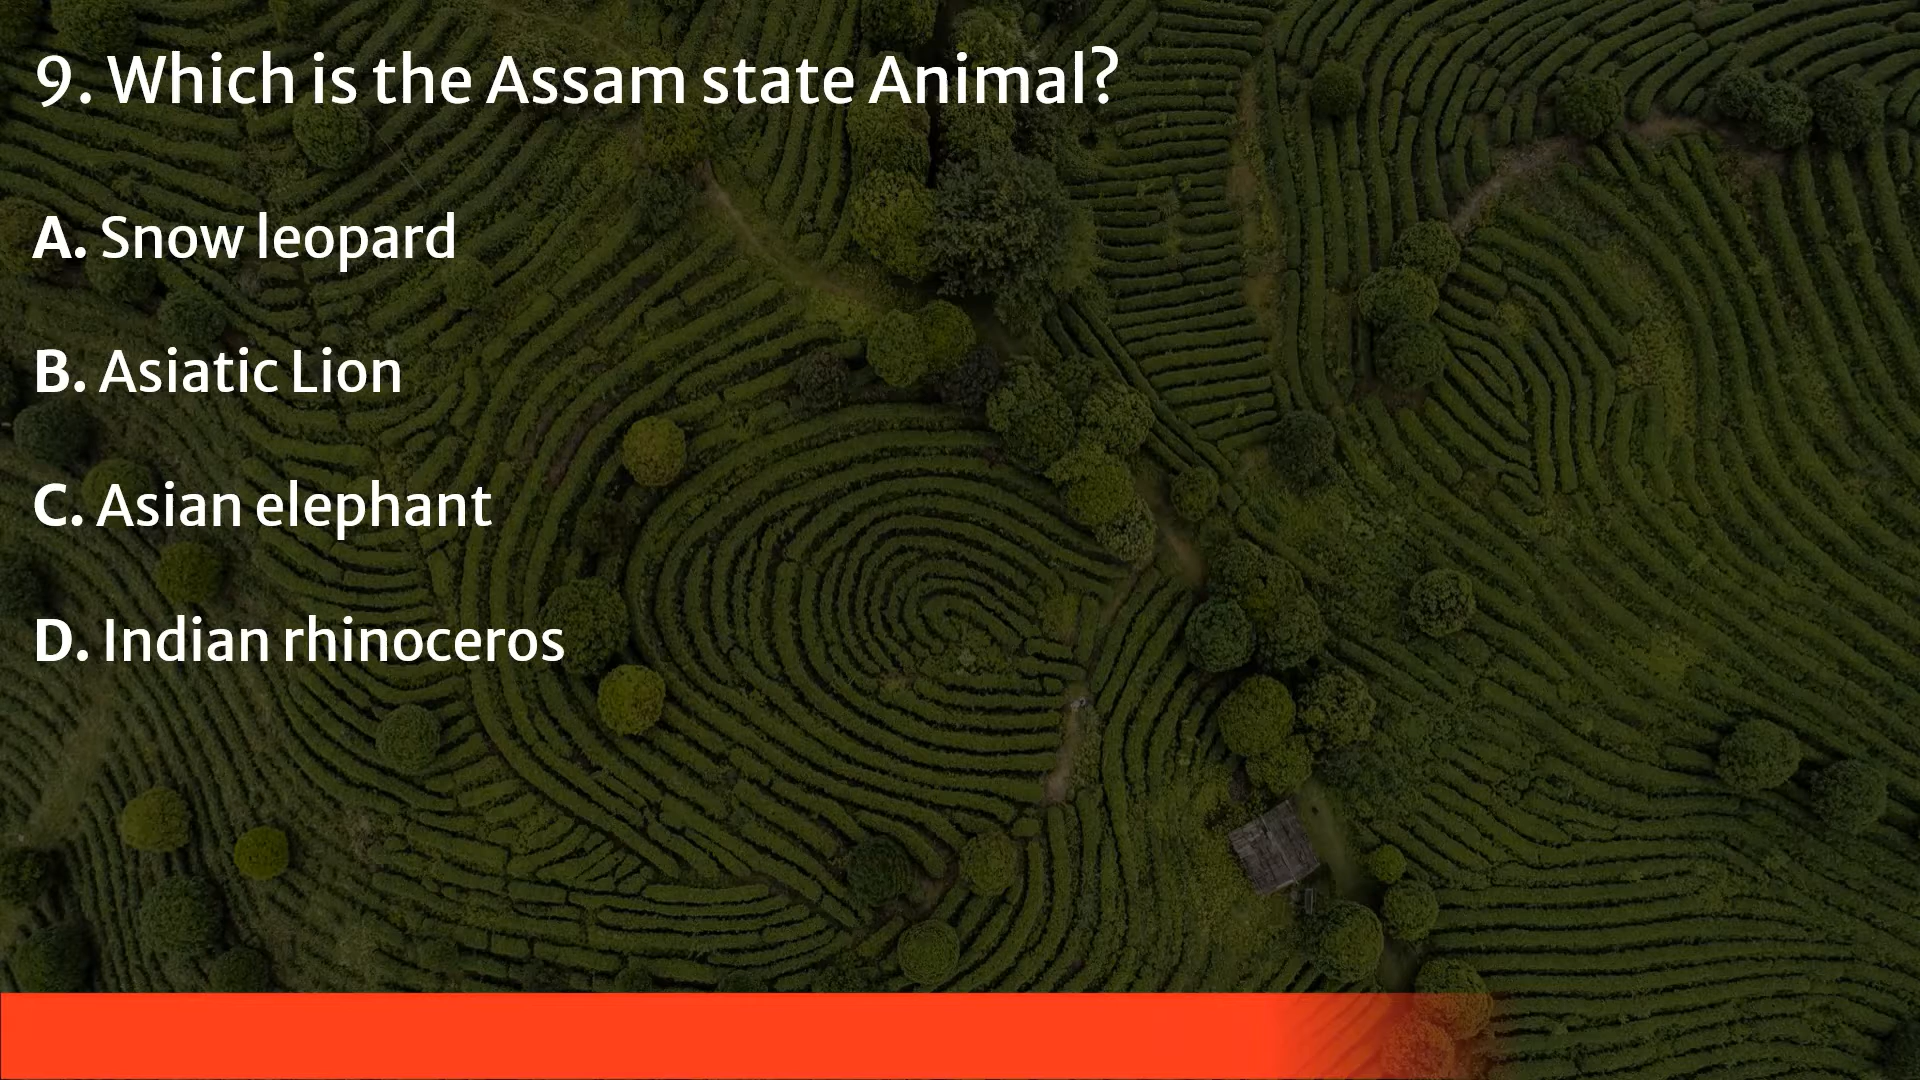 9. Which is the Assam state Animal?
A. Snow leopard
B. Asiatic Lion
C. Asian elephant
D. Indian rhinoceros